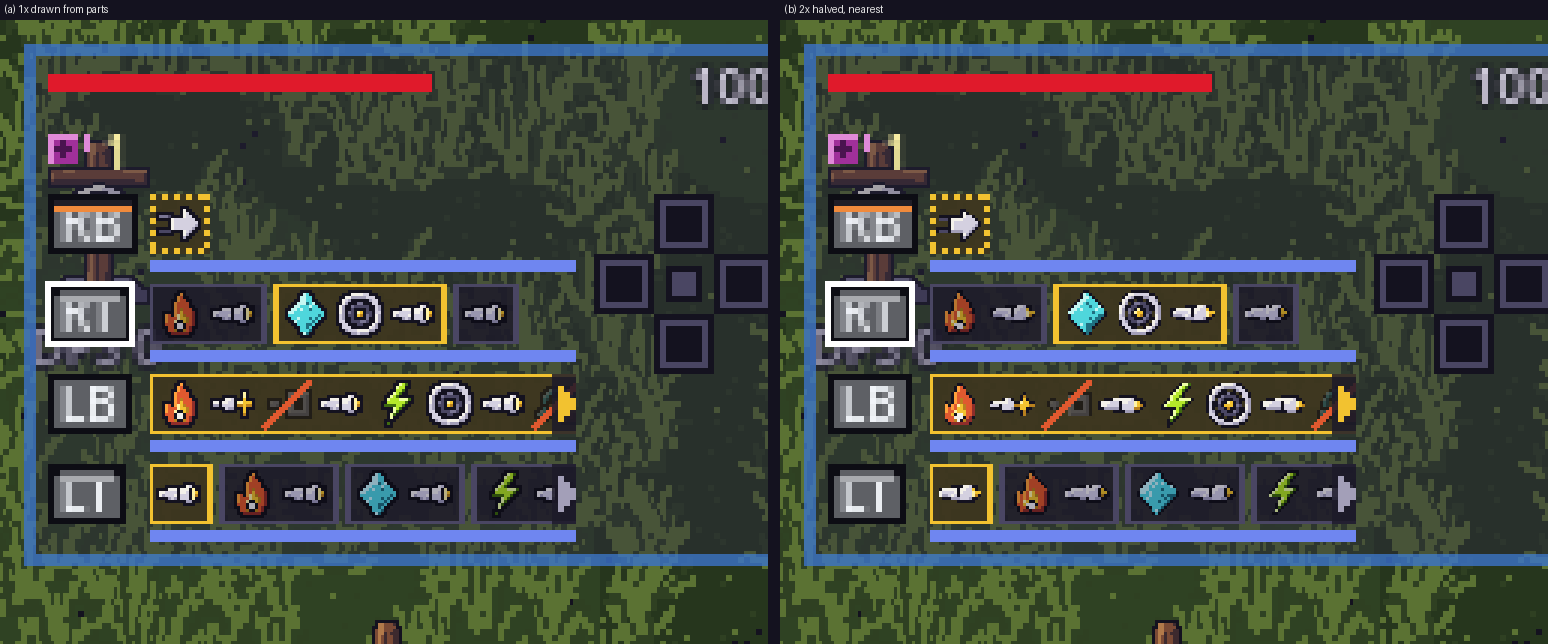 (a) 1x drawn from parts
(b) 2x halved, nearest
100
100
RB
RB
RT
RT
LB
LB
LT
LT